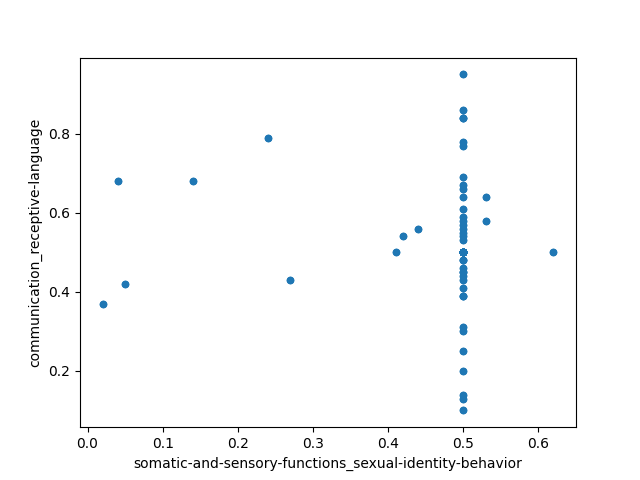 communication_receptive-language
0.8
0.6
0.4
0.2
0.0 0.1 0.2 0.3 0.4 0.5 0.6
somatic-and-sensory-functions_sexual-identity-behavior